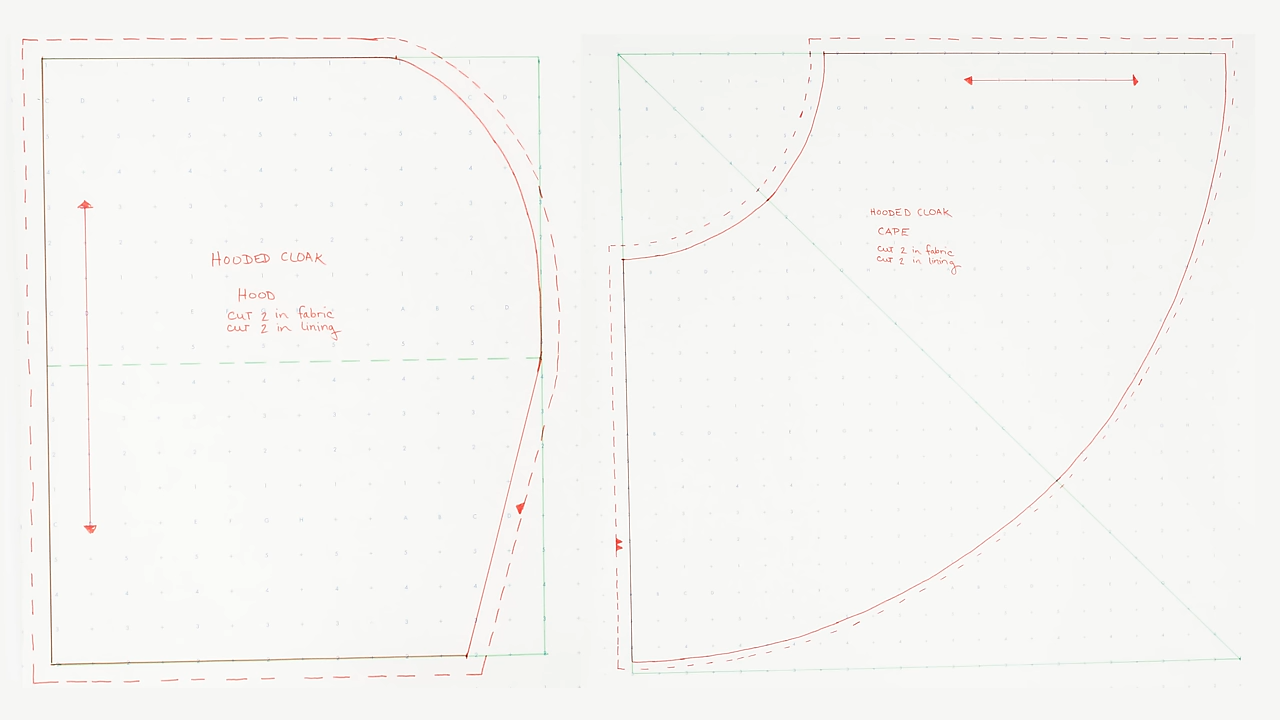 HOODED CLOAK
HOOD
CUT 2 in fabric
CUT 2 in lining
HOODED CLOAK
CAPE
CUT 2 in fabric
CUT 2 in lining